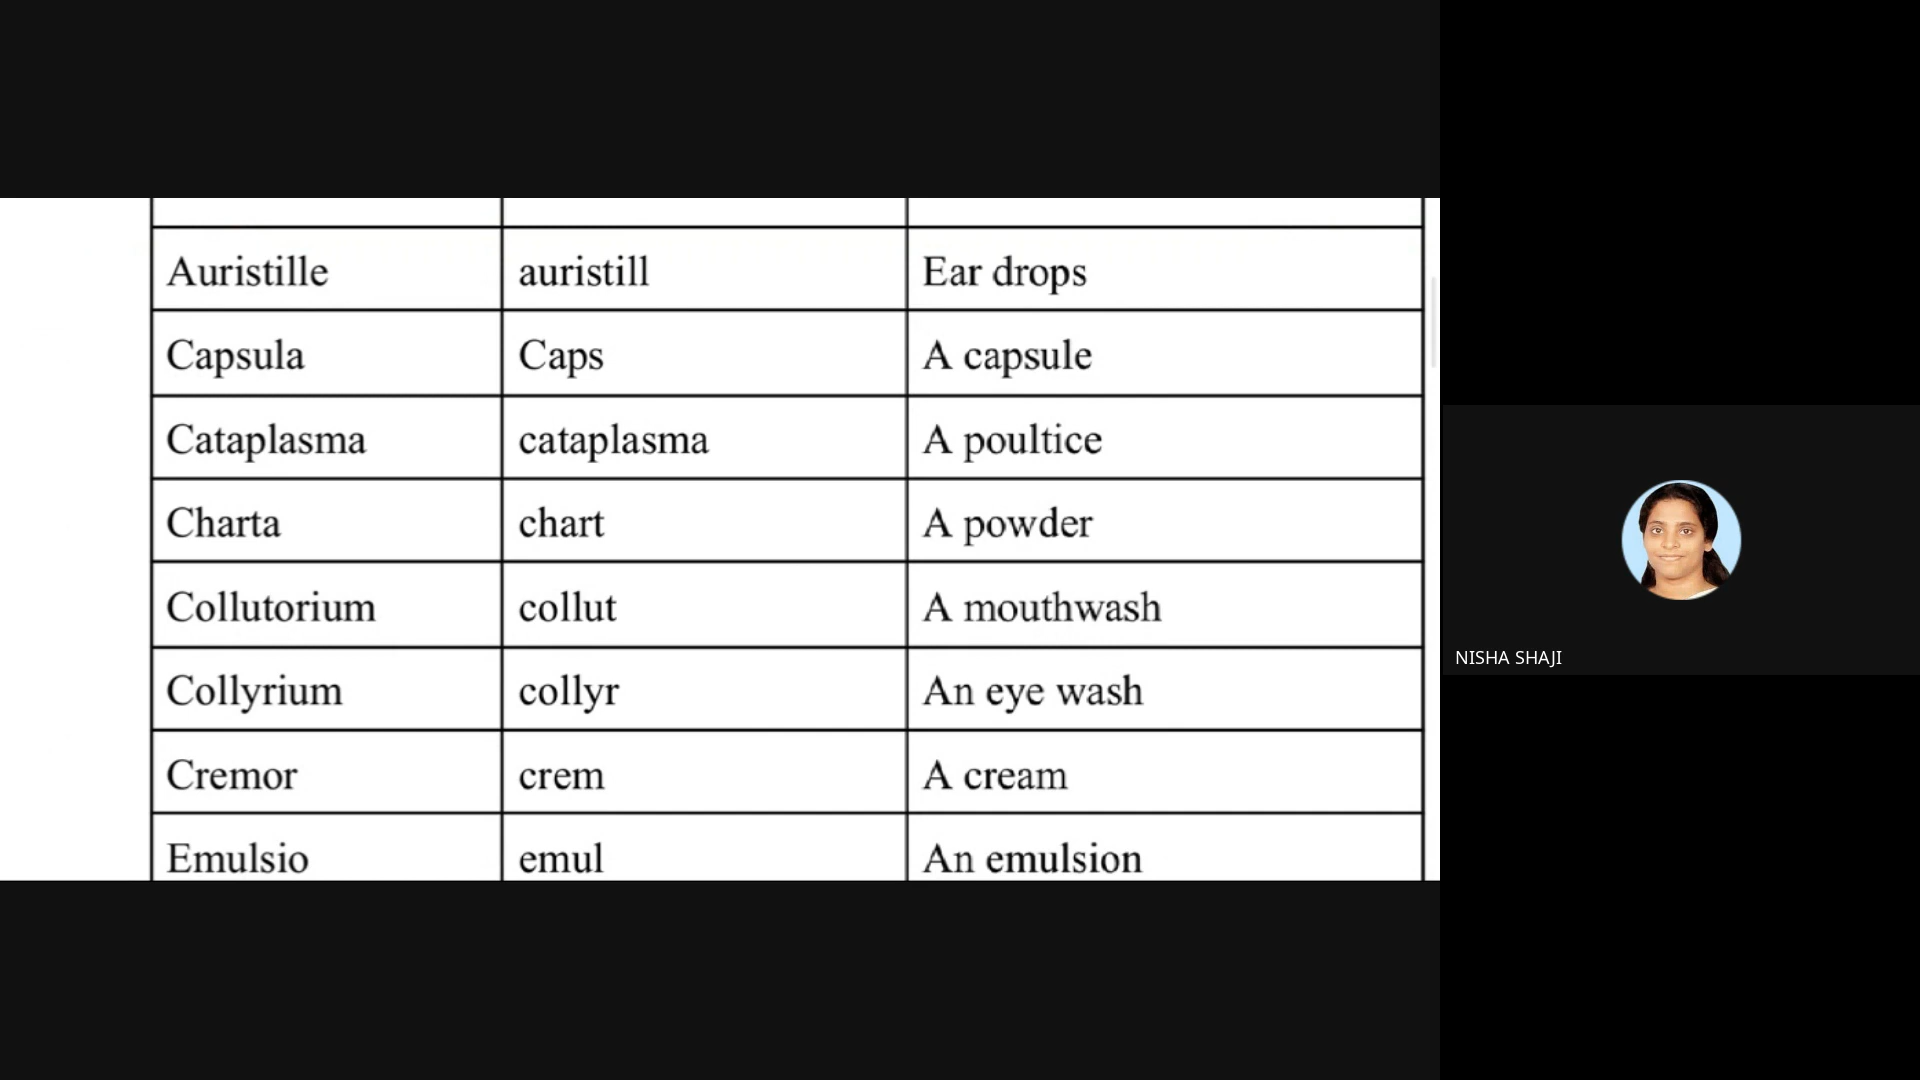 Auristille auristill Ear drops
Capsula Caps A capsule
Cataplasma cataplasma A poultice
Charta chart A powder
Collutorium collut A mouthwash
Collyrium collyr An eye wash
Cremor crem A cream
Emulsio emul An emulsion
NISHA SHAJI